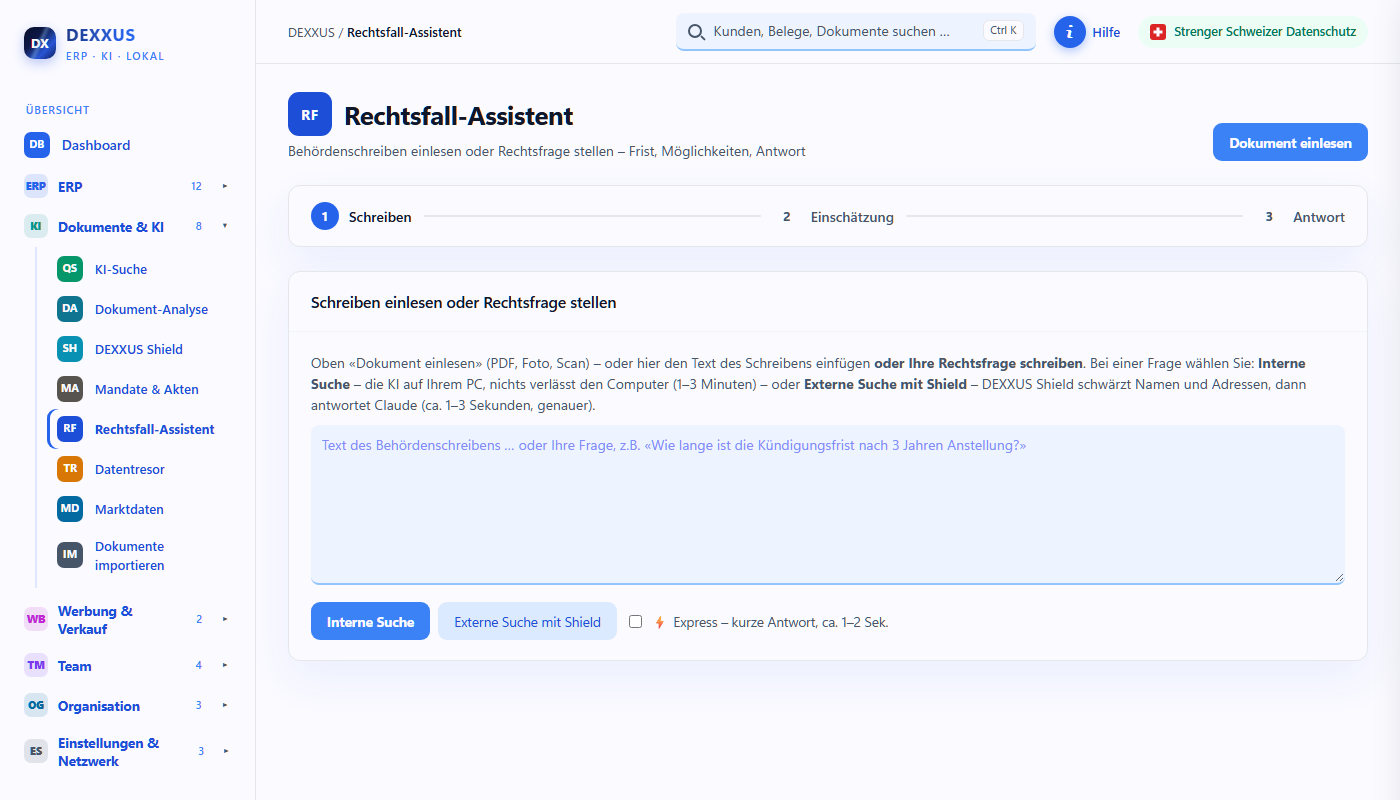 DX
DEXXUS
ERP · KI · LOKAL
ÜBERSICHT
DB Dashboard
ERP ERP 12
KI Dokumente & KI 8
QS KI-Suche
DA Dokument-Analyse
SH DEXXUS Shield
MA Mandate & Akten
RF Rechtsfall-Assistent
TR Datentresor
MD Marktdaten
IM Dokumente
importieren
WB Werbung &
Verkauf 2
TM Team 4
OG Organisation 3
ES Einstellungen &
Netzwerk 3
DEXXUS / Rechtsfall-Assistent
Kunden, Belege, Dokumente suchen ... Ctrl K
i Hilfe
Strenger Schweizer Datenschutz
RF Rechtsfall-Assistent
Behördenschreiben einlesen oder Rechtsfrage stellen – Frist, Möglichkeiten, Antwort
Dokument einlesen
1 Schreiben 2 Einschätzung 3 Antwort
Schreiben einlesen oder Rechtsfrage stellen
Oben «Dokument einlesen» (PDF, Foto, Scan) – oder hier den Text des Schreibens einfügen oder Ihre Rechtsfrage schreiben. Bei einer Frage wählen Sie: Interne
Suche – die KI auf Ihrem PC, nichts verlässt den Computer (1–3 Minuten) – oder Externe Suche mit Shield – DEXXUS Shield schwärzt Namen und Adressen, dann
antwortet Claude (ca. 1–3 Sekunden, genauer).
Text des Behördenschreibens ... oder Ihre Frage, z.B. «Wie lange ist die Kündigungsfrist nach 3 Jahren Anstellung?»
Interne Suche Externe Suche mit Shield Express – kurze Antwort, ca. 1–2 Sek.